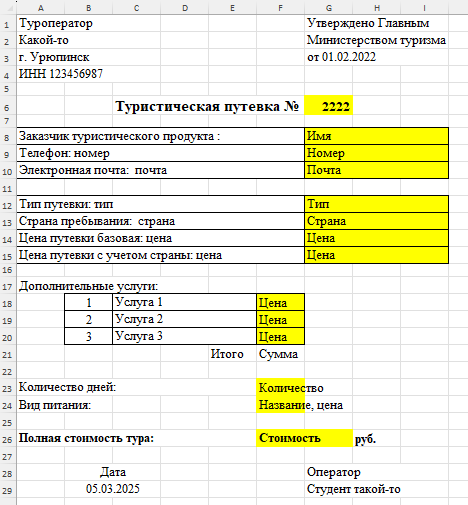 A B C D E F G H I
1 Туроператор Утверждено Главным
2 Какой-то Министерством туризма
3 г. Урюпинск от 01.02.2022
4 ИНН 123456987
5
6 Туристическая путевка № 2222
7
8 Заказчик туристического продукта : Имя
9 Телефон: номер Номер
10 Электронная почта: почта Почта
11
12 Тип путевки: тип Тип
13 Страна пребывания: страна Страна
14 Цена путевки базовая: цена Цена
15 Цена путевки с учетом страны: цена Цена
16
17 Дополнительные услуги:
18 1 Услуга 1 Цена
19 2 Услуга 2 Цена
20 3 Услуга 3 Цена
21 Итого Сумма
22
23 Количество дней: Количество
24 Вид питания: Название, цена
25
26 Полная стоимость тура: Стоимость руб.
27
28 Дата Оператор
29 05.03.2025 Студент такой-то